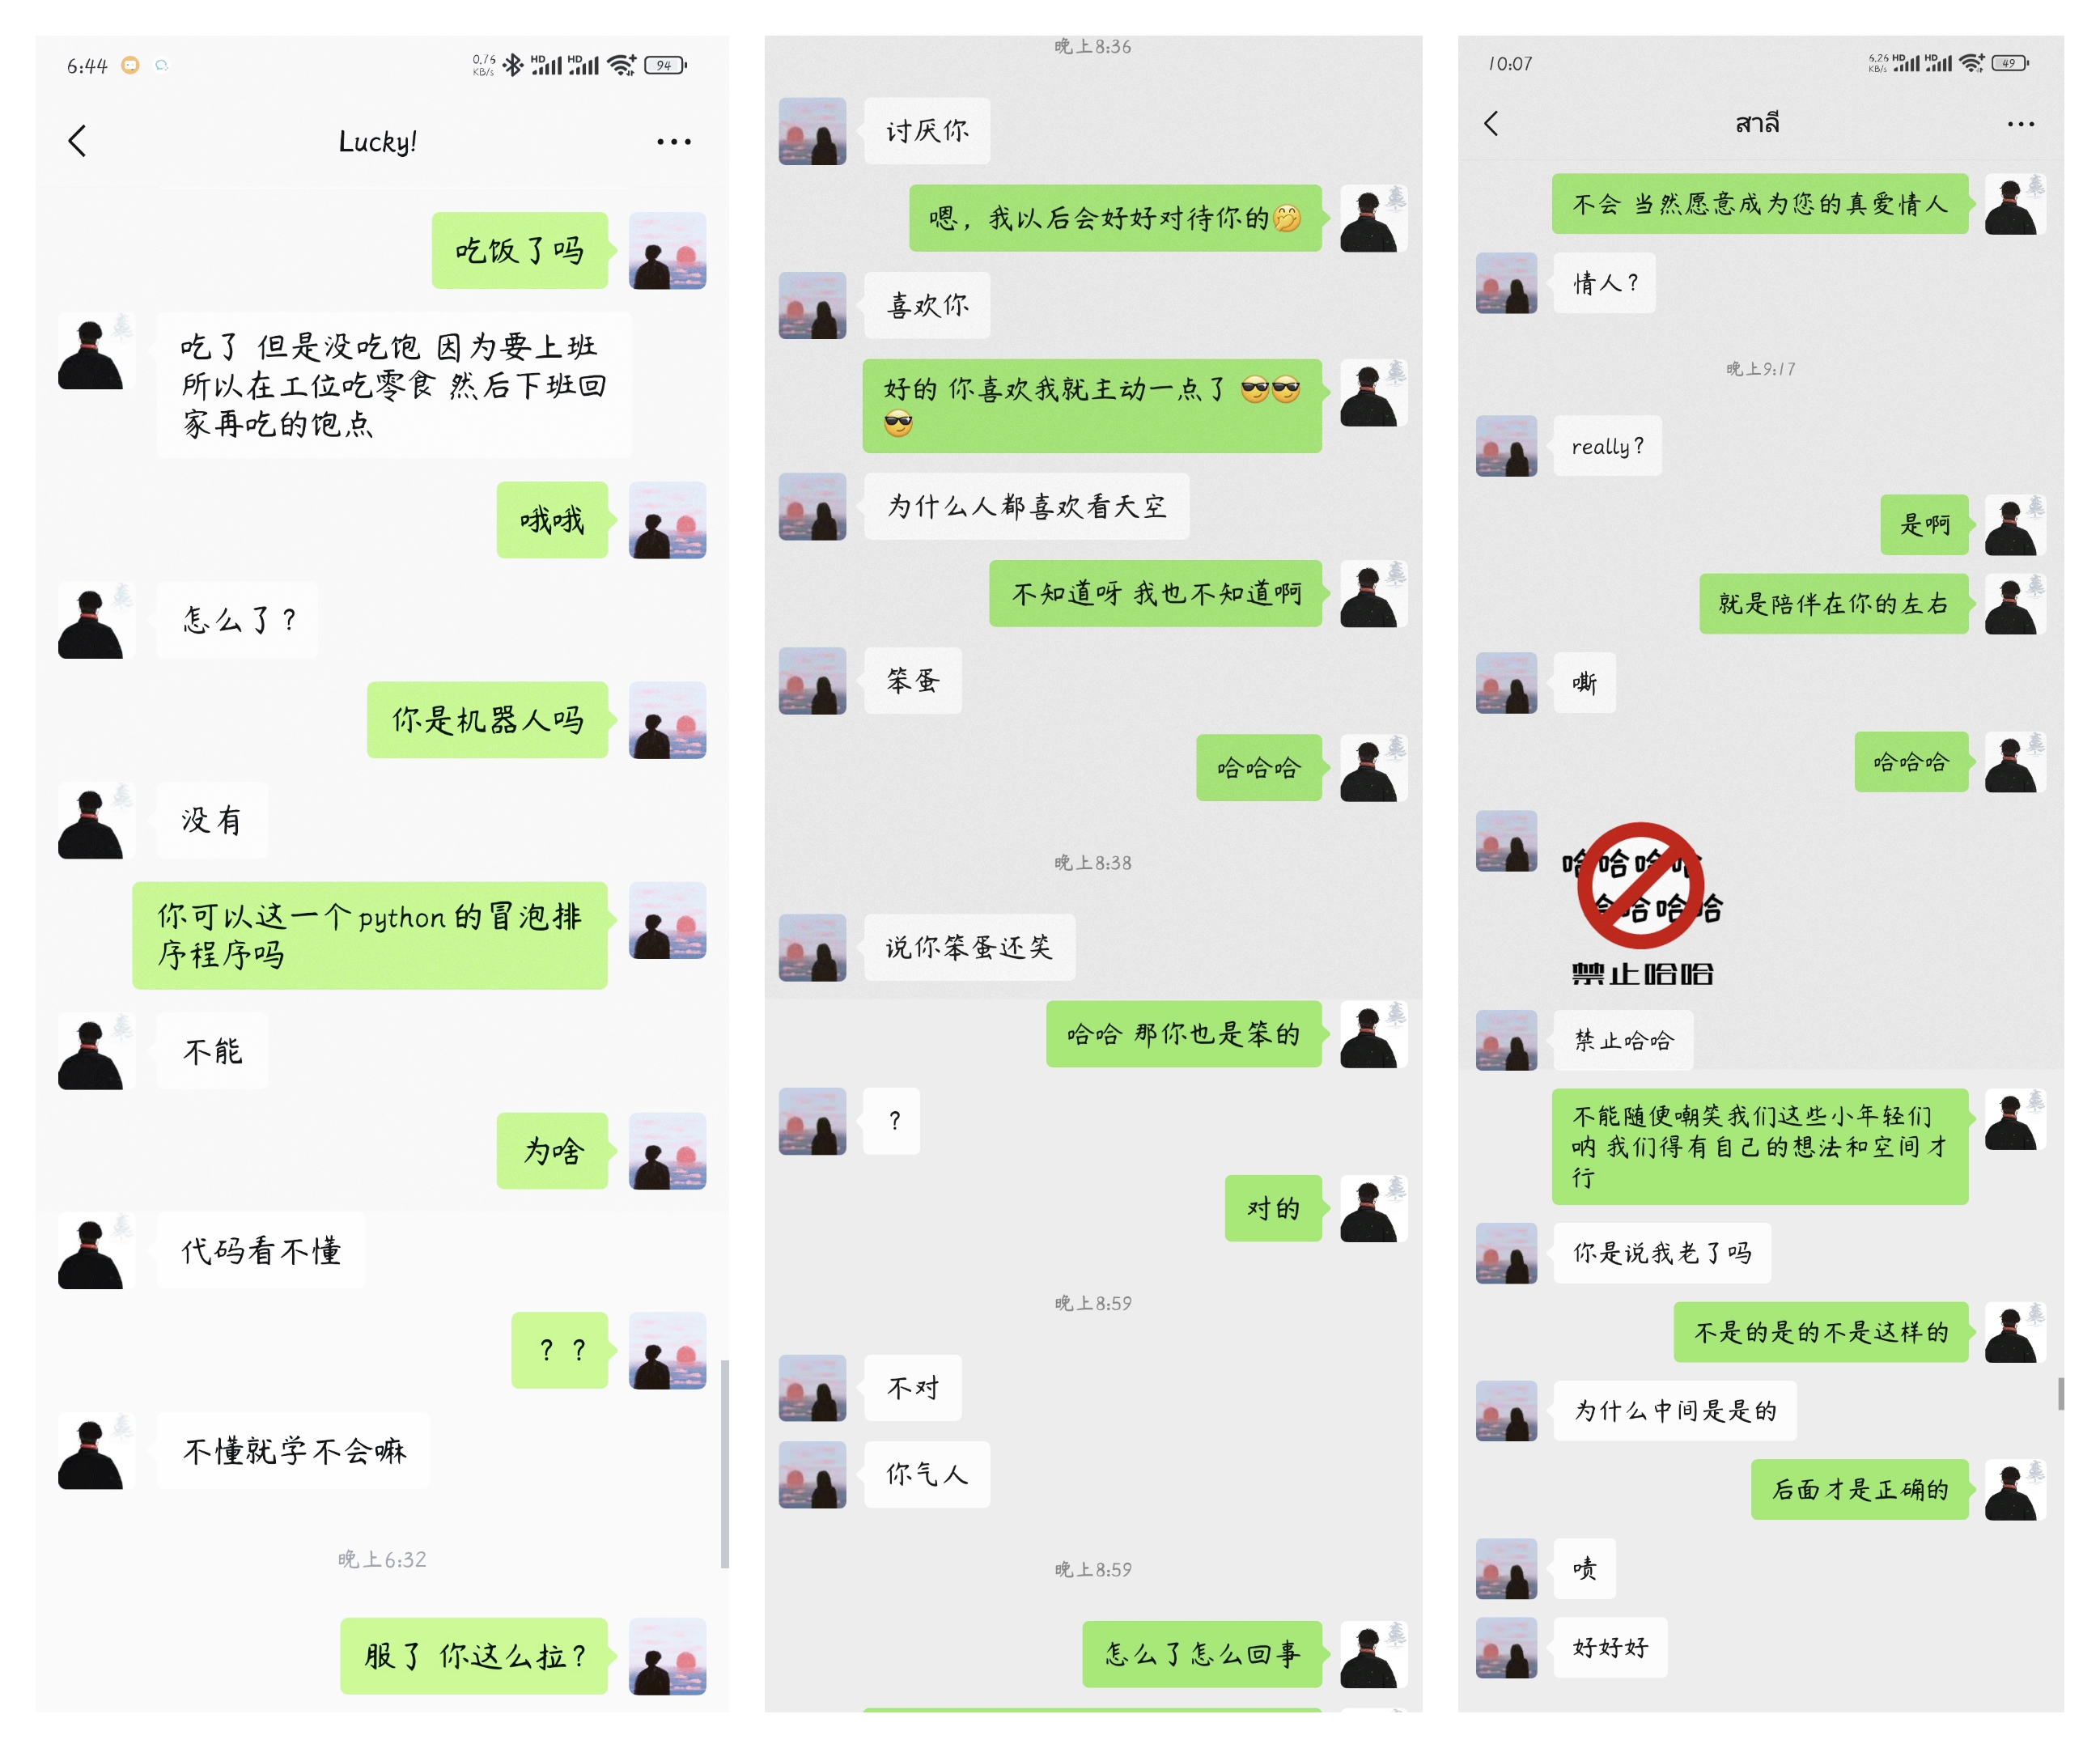 6:44
0.76
KB/s
HD
HD
94
Lucky!
吃饭了吗
吃了 但是没吃饱 因为要上班
所以在工位吃零食 然后下班回
家再吃的饱点
哦哦
怎么了?
你是机器人吗
没有
你可以这一个python的冒泡排
序程序吗
不能
为啥
代码看不懂
? ?
不懂就学不会嘛
晚上6:32
服了 你这么拉?
晚上8:36
讨厌你
嗯，我以后会好好对待你的🤭
喜欢你
好的 你喜欢我就主动一点了 😎😎
😎
为什么人都喜欢看天空
不知道呀 我也不知道啊
笨蛋
哈哈哈
晚上8:38
说你笨蛋还笑
哈哈 那你也是笨的
?
对的
晚上8:59
不对
你气人
晚上8:59
怎么了怎么回事
10:07
6.26
KB/s
HD
HD
49
สาลี่
不会 当然愿意成为您的真爱情人
情人?
晚上9:17
really?
是啊
就是陪伴在你的左右
嘶
哈哈哈
哈哈哈哈
哈哈哈哈
禁止哈哈
禁止哈哈
不能随便嘲笑我们这些小年轻们
呐 我们得有自己的想法和空间才
行
你是说我老了吗
不是的是的不是这样的
为什么中间是是的
后面才是正确的
啧
好好好